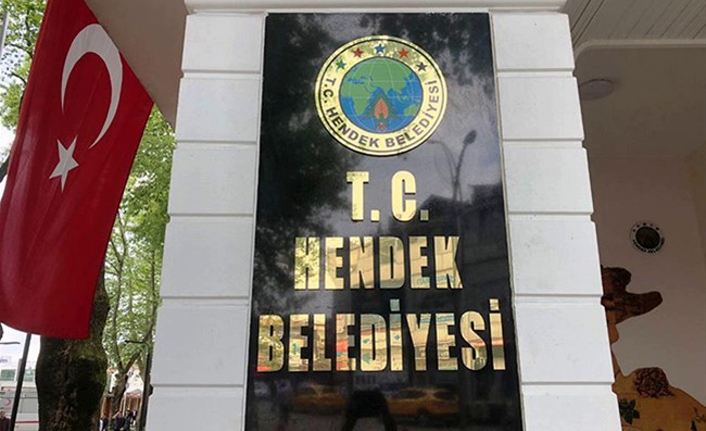 T.C. HENDEK BELEDİYESİ
T. C.
HENDEK
BELEDİYESİ